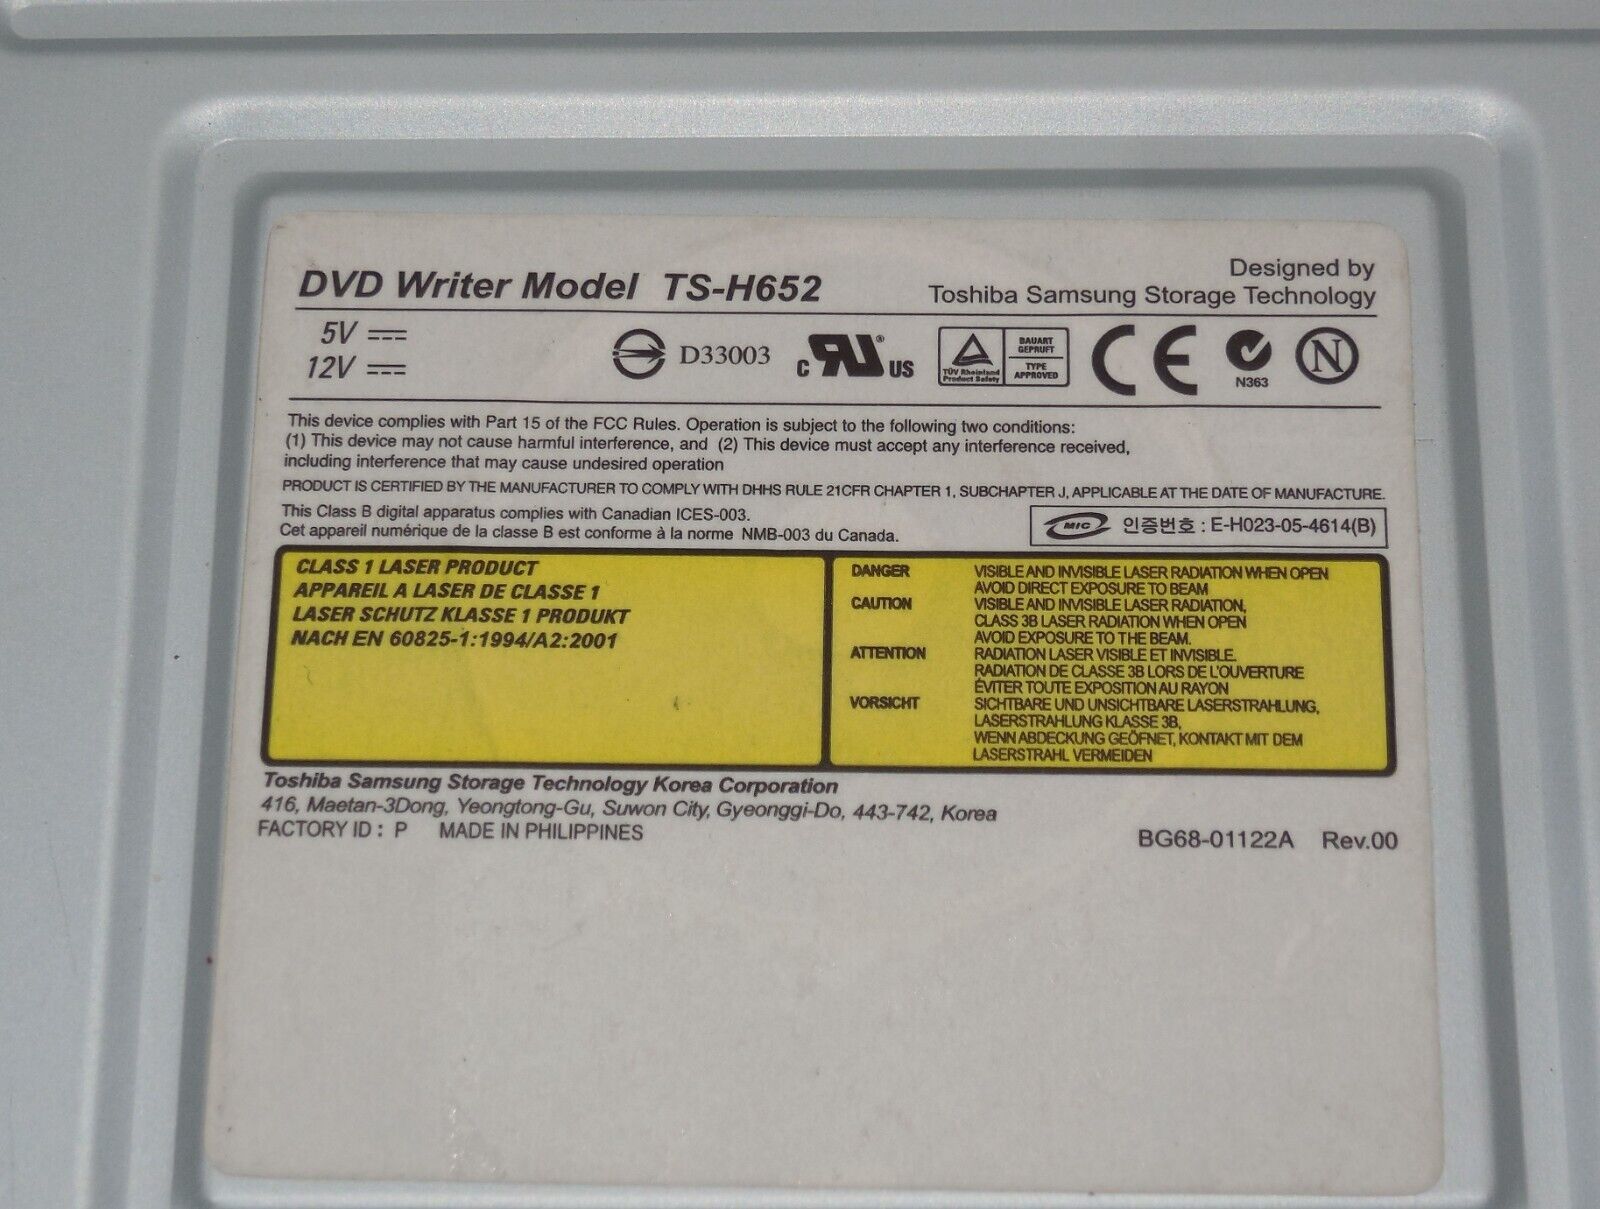 DVD Writer Model TS-H652
Designed by
Toshiba Samsung Storage Technology
5V
12V
D33003
c RU ® US
TÜV Rheinland
Product Safety
BAUART
GEPRUFT
TYPE
APPROVED
CE
N363
N
This device complies with Part 15 of the FCC Rules. Operation is subject to the following two conditions:
(1) This device may not cause harmful interference, and (2) This device must accept any interference received,
including interference that may cause undesired operation
PRODUCT IS CERTIFIED BY THE MANUFACTURER TO COMPLY WITH DHHS RULE 21CFR CHAPTER 1, SUBCHAPTER J, APPLICABLE AT THE DATE OF MANUFACTURE.
This Class B digital apparatus complies with Canadian ICES-003.
Cet appareil numérique de la classe B est conforme à la norme NMB-003 du Canada.
MIC 인증번호 : E-H023-05-4614(B)
CLASS 1 LASER PRODUCT
APPAREIL A LASER DE CLASSE 1
LASER SCHUTZ KLASSE 1 PRODUKT
NACH EN 60825-1:1994/A2:2001
DANGER VISIBLE AND INVISIBLE LASER RADIATION WHEN OPEN
AVOID DIRECT EXPOSURE TO BEAM
CAUTION VISIBLE AND INVISIBLE LASER RADIATION,
CLASS 3B LASER RADIATION WHEN OPEN
AVOID EXPOSURE TO THE BEAM.
ATTENTION RADIATION LASER VISIBLE ET INVISIBLE.
RADIATION DE CLASSE 3B LORS DE L'OUVERTURE
ÉVITER TOUTE EXPOSITION AU RAYON
VORSICHT SICHTBARE UND UNSICHTBARE LASERSTRAHLUNG,
LASERSTRAHLUNG KLASSE 3B,
WENN ABDECKUNG GEÖFNET, KONTAKT MIT DEM
LASERSTRAHL VERMEIDEN
Toshiba Samsung Storage Technology Korea Corporation
416, Maetan-3Dong, Yeongtong-Gu, Suwon City, Gyeonggi-Do, 443-742, Korea
FACTORY ID : P MADE IN PHILIPPINES
BG68-01122A Rev.00